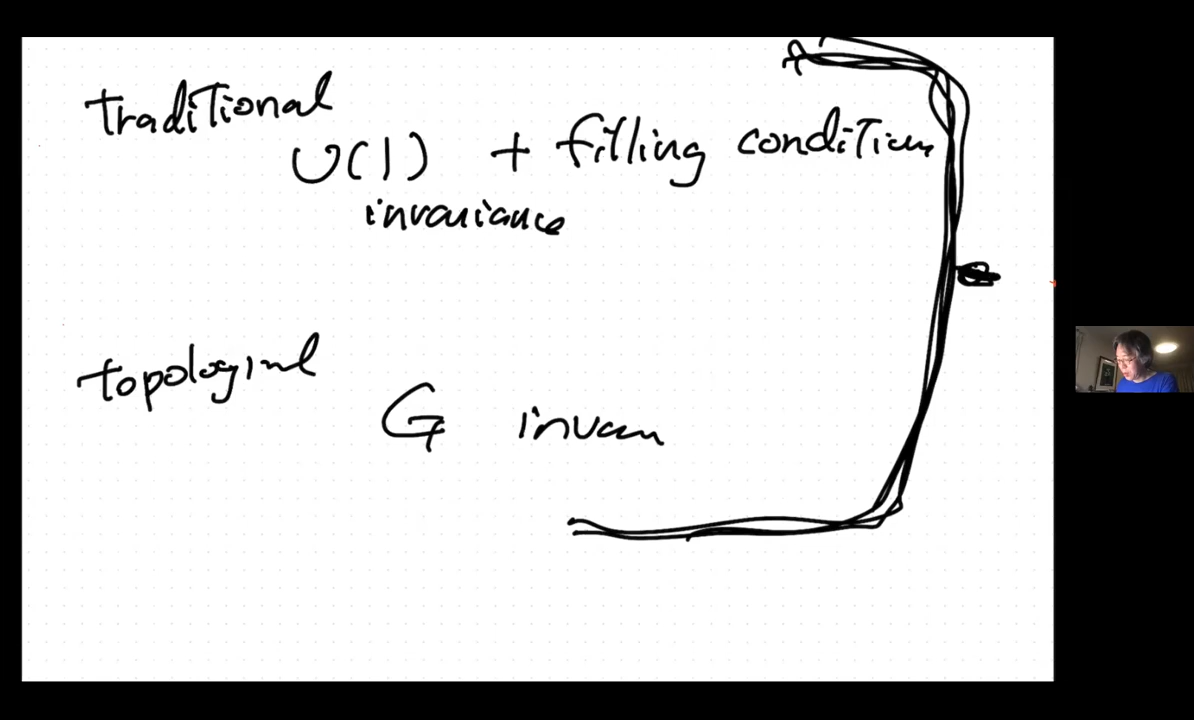 traditional
U(1) + filling condition
invariance
topological
G invari